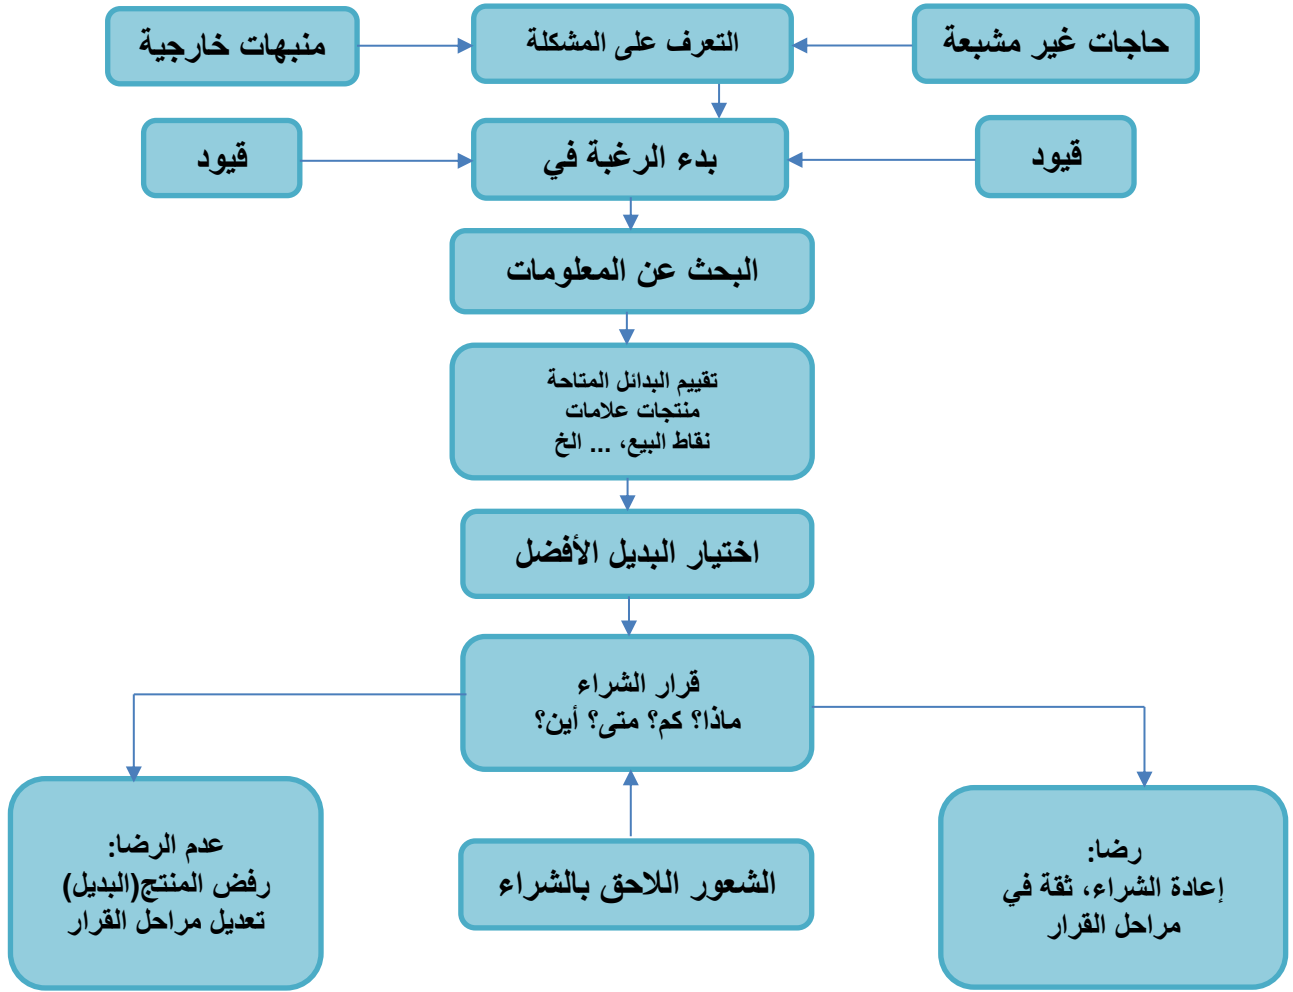 حاجات غير مشبعة
التعرف على المشكلة
منبهات خارجية
قيود
بدء الرغبة في
قيود
البحث عن المعلومات
تقييم البدائل المتاحة
منتجات علامات
نقاط البيع، ... الخ
اختيار البديل الأفضل
قرار الشراء
ماذا؟ كم؟ متى؟ أين؟
رضا:
إعادة الشراء، ثقة في
مراحل القرار
الشعور اللاحق بالشراء
عدم الرضا:
رفض المنتج(البديل)
تعديل مراحل القرار